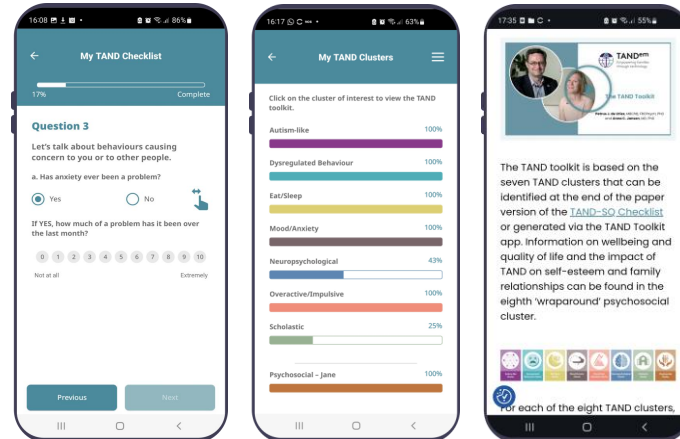 16:08
86%
My TAND Checklist
17%
Complete
Question 3
Let's talk about behaviours causing
concern to you or to other people.
a. Has anxiety ever been a problem?
Yes
No
If YES, how much of a problem has it been over
the last month?
0 1 2 3 4 5 6 7 8 9 10
Not at all
Extremely
Previous
Next
16:17
63%
My TAND Clusters
Click on the cluster of interest to view the TAND
toolkit.
Autism-like 100%
Dysregulated Behaviour 100%
Eat/Sleep 100%
Mood/Anxiety 100%
Neuropsychological 43%
Overactive/Impulsive 100%
Scholastic 25%
Psychosocial – Jane 100%
17:35
55%
TANDem
The TAND Toolkit
The TAND toolkit is based on the
seven TAND clusters that can be
identified at the end of the paper
version of the TAND-SQ Checklist
or generated via the TAND Toolkit
app. Information on wellbeing and
quality of life and the impact of
TAND on self-esteem and family
relationships can be found in the
eighth 'wraparound' psychosocial
cluster.
For each of the eight TAND clusters,